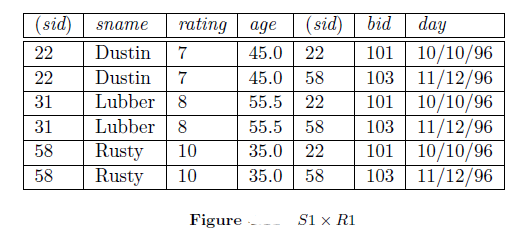 (sid) sname rating age (sid) bid day
22 Dustin 7 45.0 22 101 10/10/96
22 Dustin 7 45.0 58 103 11/12/96
31 Lubber 8 55.5 22 101 10/10/96
31 Lubber 8 55.5 58 103 11/12/96
58 Rusty 10 35.0 22 101 10/10/96
58 Rusty 10 35.0 58 103 11/12/96
Figure S1 × R1